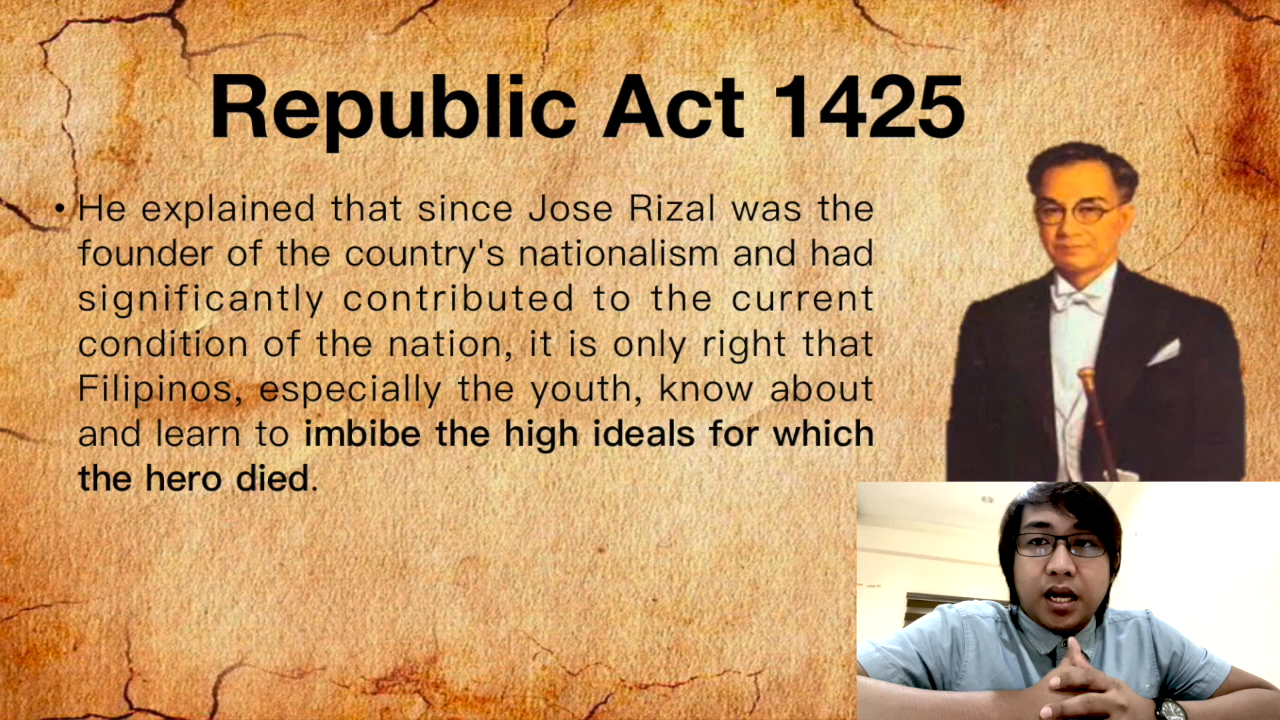 Republic Act 1425
• He explained that since Jose Rizal was the
founder of the country's nationalism and had
significantly contributed to the current
condition of the nation, it is only right that
Filipinos, especially the youth, know about
and learn to imbibe the high ideals for which
the hero died.